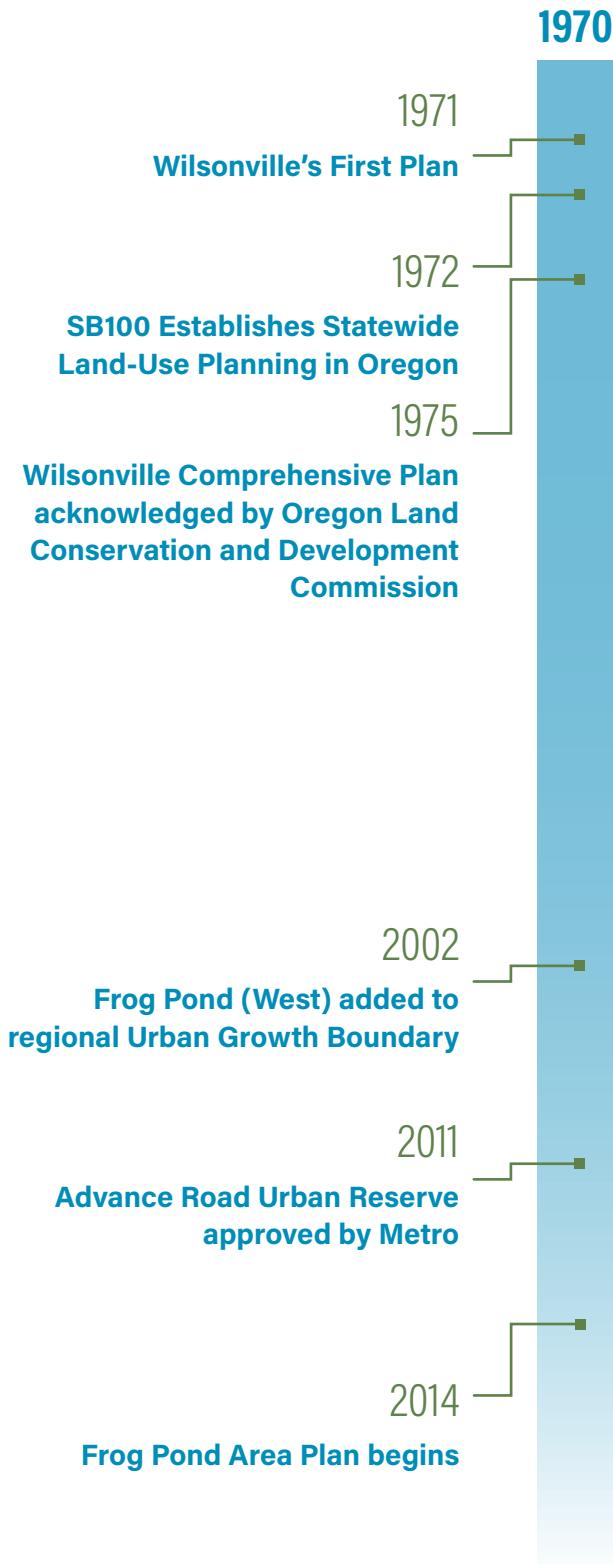 1970
1971
Wilsonville's First Plan
1972
SB100 Establishes Statewide
Land-Use Planning in Oregon
1975
Wilsonville Comprehensive Plan
acknowledged by Oregon Land
Conservation and Development
Commission
2002
Frog Pond (West) added to
regional Urban Growth Boundary
2011
Advance Road Urban Reserve
approved by Metro
2014
Frog Pond Area Plan begins